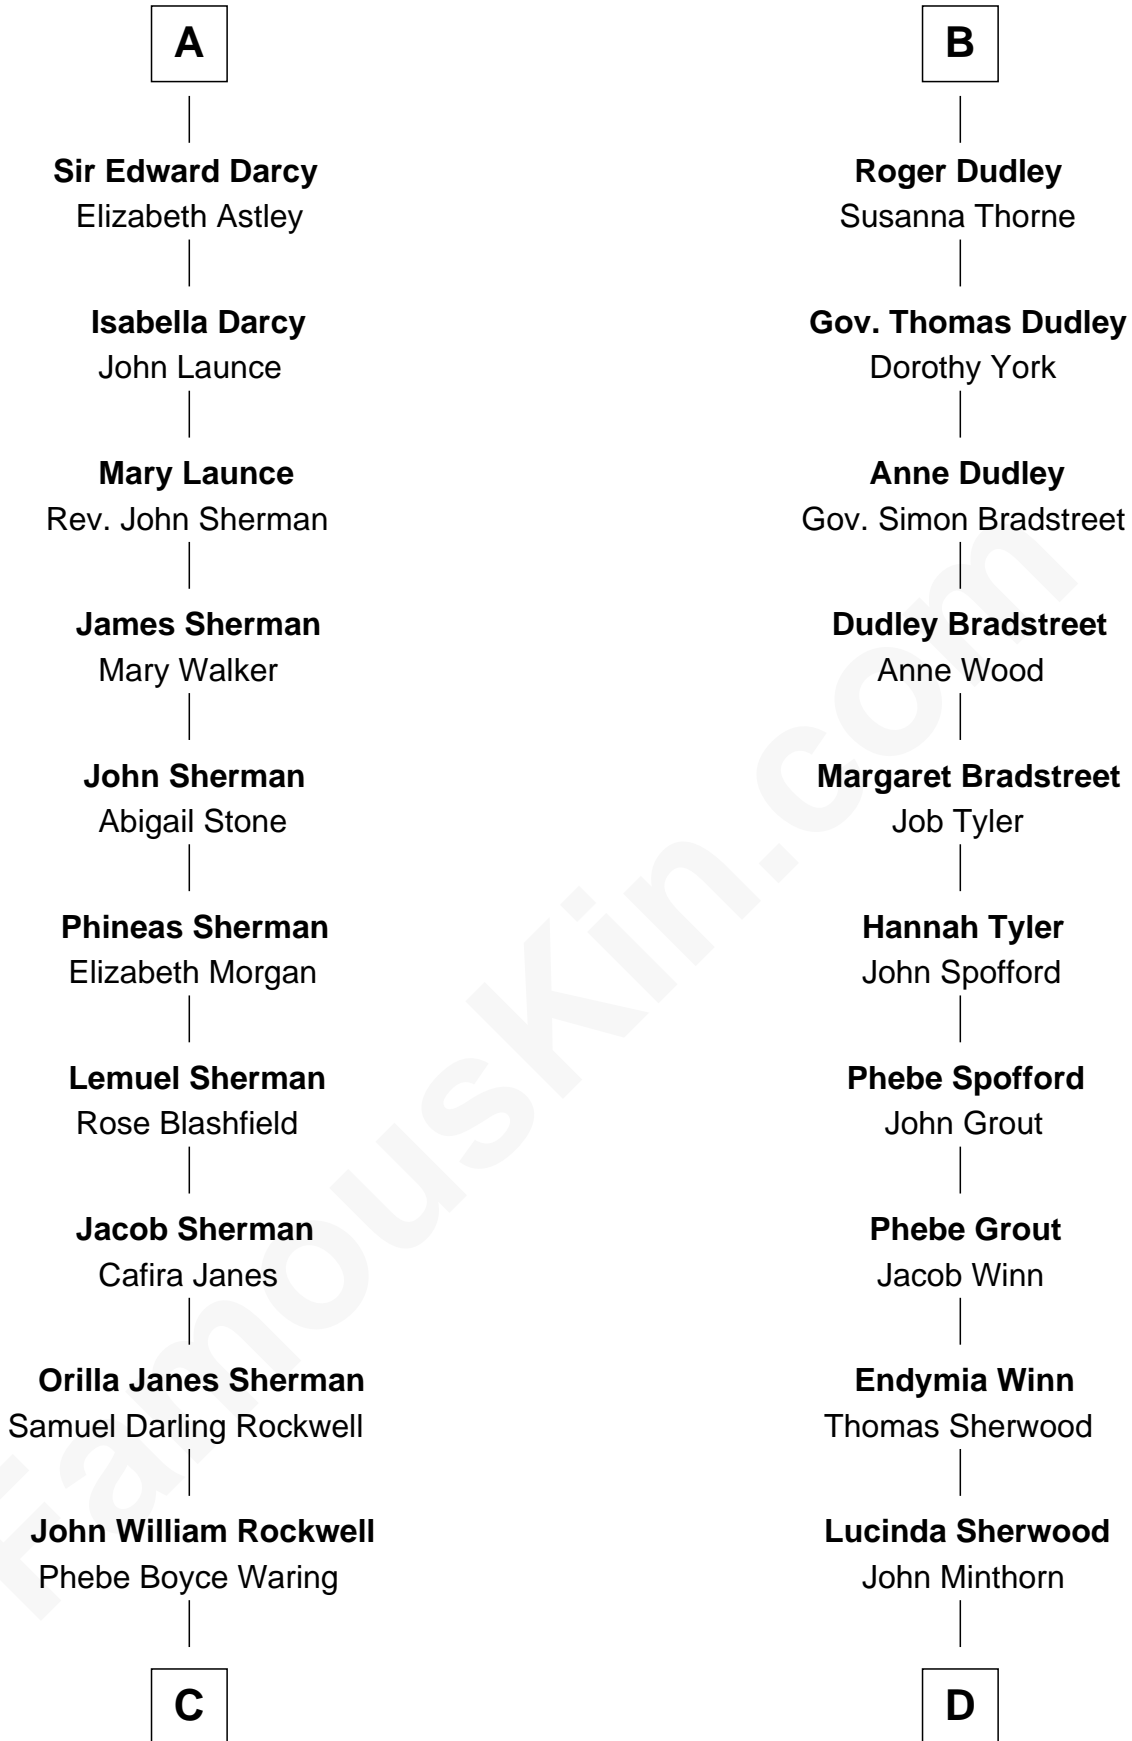 A
Sir Edward Darcy
Elizabeth Astley
Isabella Darcy
John Launce
Mary Launce
Rev. John Sherman
James Sherman
Mary Walker
John Sherman
Abigail Stone
Phineas Sherman
Elizabeth Morgan
Lemuel Sherman
Rose Blashfield
Jacob Sherman
Cafira Janes
Orilla Janes Sherman
Samuel Darling Rockwell
John William Rockwell
Phebe Boyce Waring
C
B
Roger Dudley
Susanna Thorne
Gov. Thomas Dudley
Dorothy York
Anne Dudley
Gov. Simon Bradstreet
Dudley Bradstreet
Anne Wood
Margaret Bradstreet
Job Tyler
Hannah Tyler
John Spofford
Phebe Spofford
John Grout
Phebe Grout
Jacob Winn
Endymia Winn
Thomas Sherwood
Lucinda Sherwood
John Minthorn
D
FamousKin.com